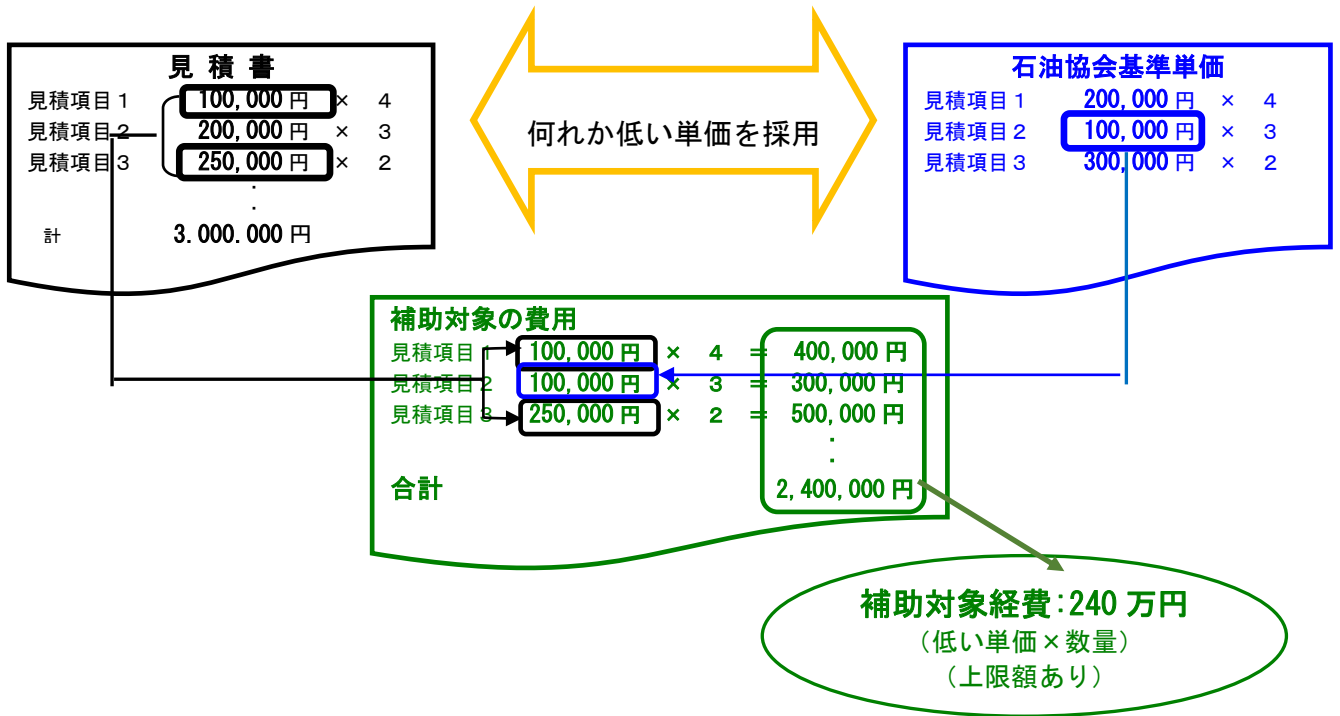 見 積 書
見積項目１ 100,000 円 × ４
見積項目２ 200,000 円 × ３
見積項目３ 250,000 円 × ２
.
.
計 3.000.000 円
何れか低い単価を採用
石油協会基準単価
見積項目１ 200,000 円 × ４
見積項目２ 100,000 円 × ３
見積項目３ 300,000 円 × ２
補助対象の費用
見積項目１ 100,000 円 × ４ ＝ 400,000 円
見積項目２ 100,000 円 × ３ ＝ 300,000 円
見積項目３ 250,000 円 × ２ ＝ 500,000 円
.
.
合計 2,400,000 円
補助対象経費：240 万円
（低い単価×数量）
（上限額あり）